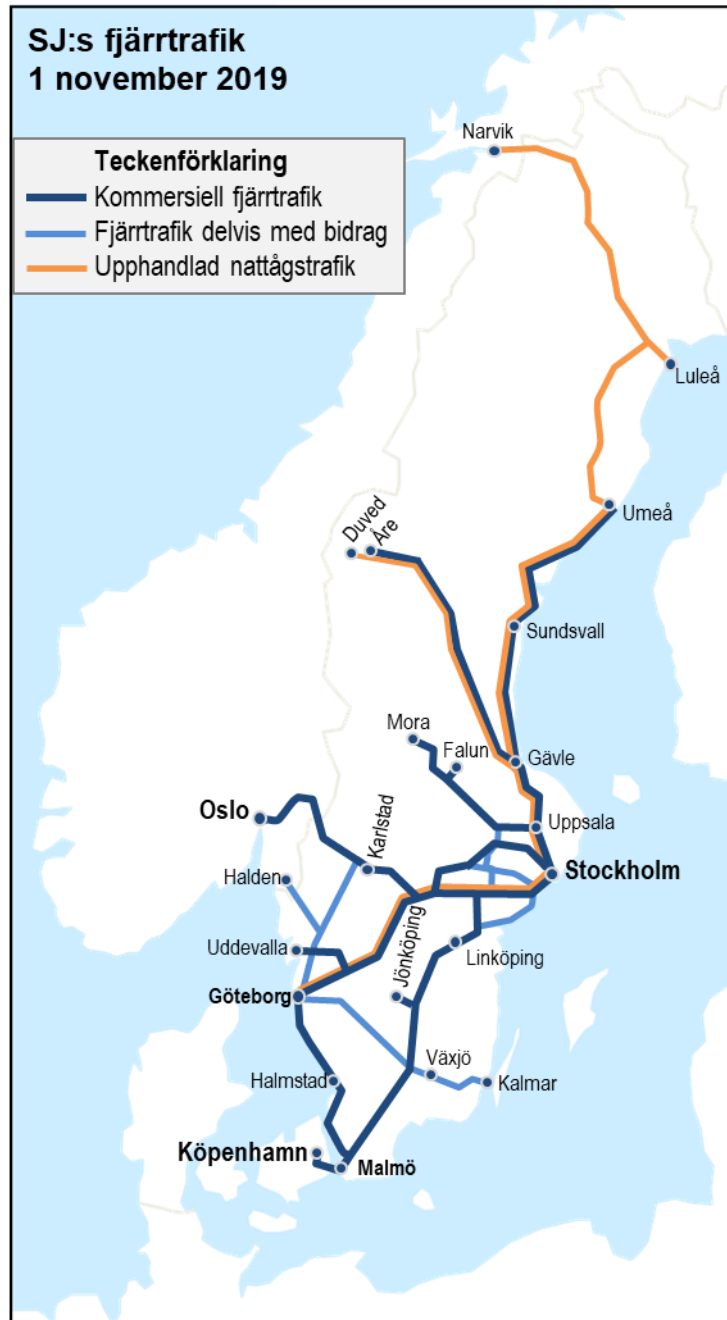 SJ:s fjärrtrafik
1 november 2019
Teckenförklaring
Kommersiell fjärrtrafik
Fjärrtrafik delvis med bidrag
Upphandlad nattågstrafik
Narvik
Luleå
Umeå
Duved
Åre
Sundsvall
Mora
Falun
Gävle
Oslo
Karlstad
Uppsala
Stockholm
Halden
Uddevalla
Jönköping
Linköping
Göteborg
Växjö
Halmstad
Kalmar
Köpenhamn
Malmö